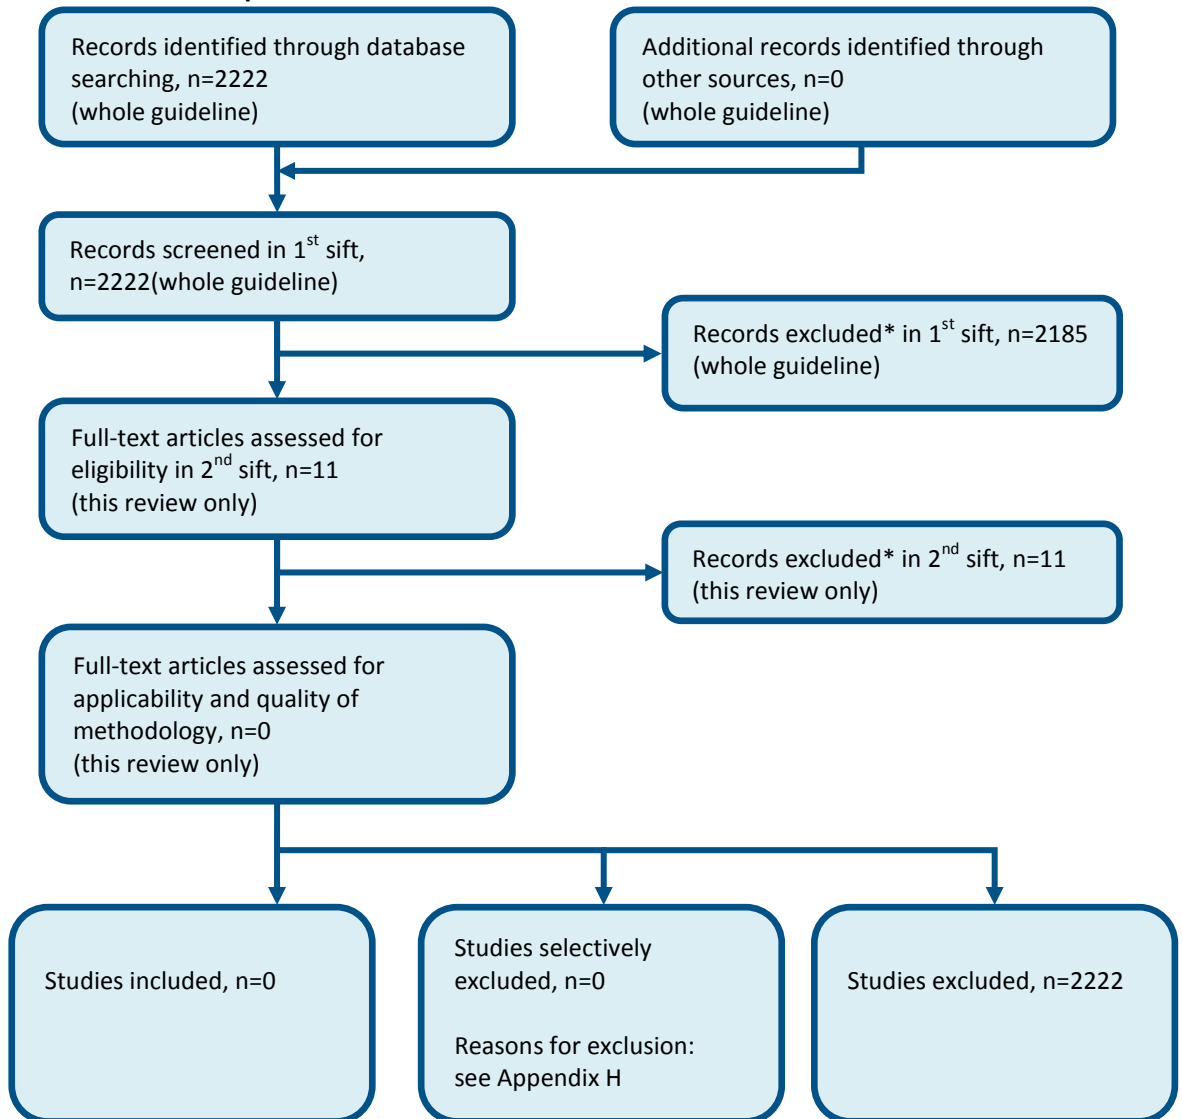 Records identified through database
searching, n=2222
(whole guideline)
Additional records identified through
other sources, n=0
(whole guideline)
Records screened in 1st sift,
n=2222(whole guideline)
Records excluded* in 1st sift, n=2185
(whole guideline)
Full-text articles assessed for
eligibility in 2nd sift, n=11
(this review only)
Records excluded* in 2nd sift, n=11
(this review only)
Full-text articles assessed for
applicability and quality of
methodology, n=0
(this review only)
Studies included, n=0
Studies selectively
excluded, n=0
Reasons for exclusion:
see Appendix H
Studies excluded, n=2222